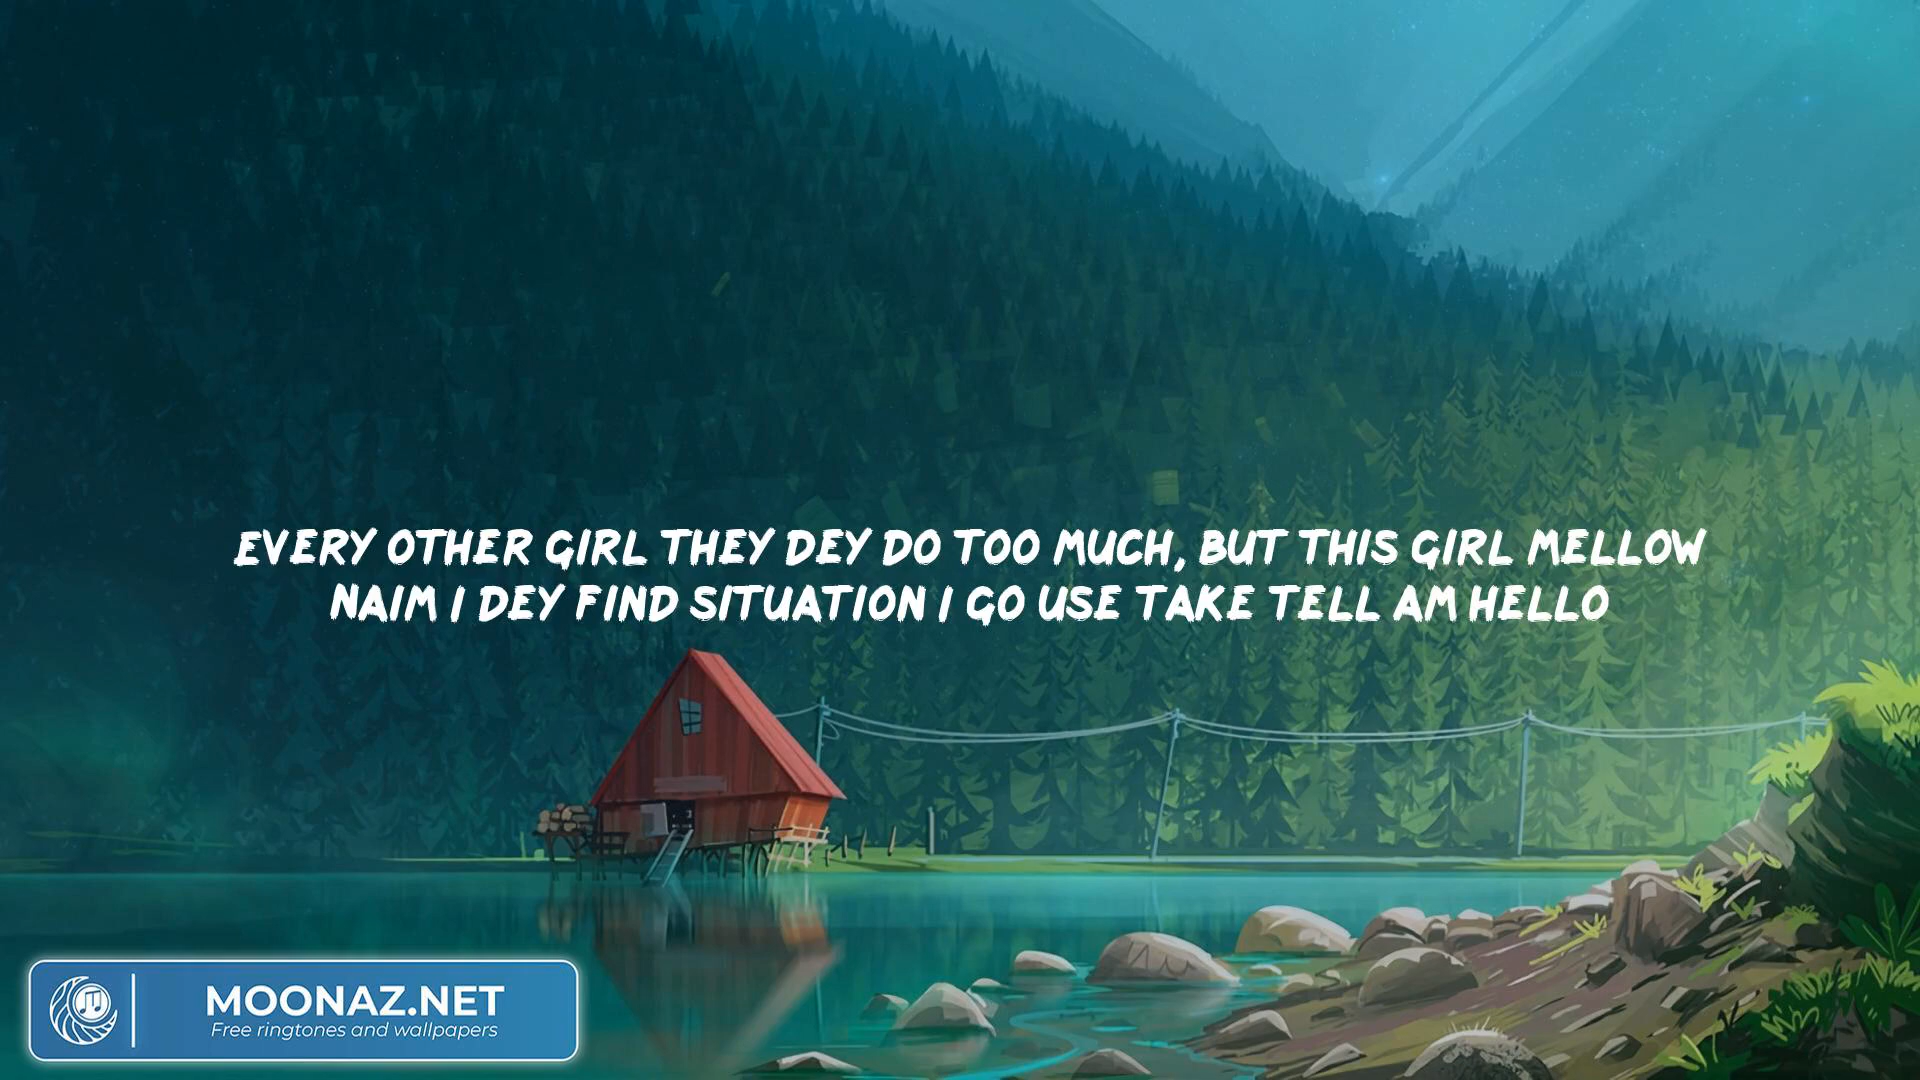 EVERY OTHER GIRL THEY DEY DO TOO MUCH, BUT THIS GIRL MELLOW
NAIM I DEY FIND SITUATION I GO USE TAKE TELL AM HELLO
MOONAZ.NET
Free ringtones and wallpapers